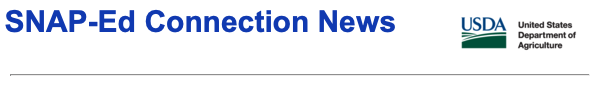 SNAP-Ed Connection News
USDA
United States
Department of
Agriculture